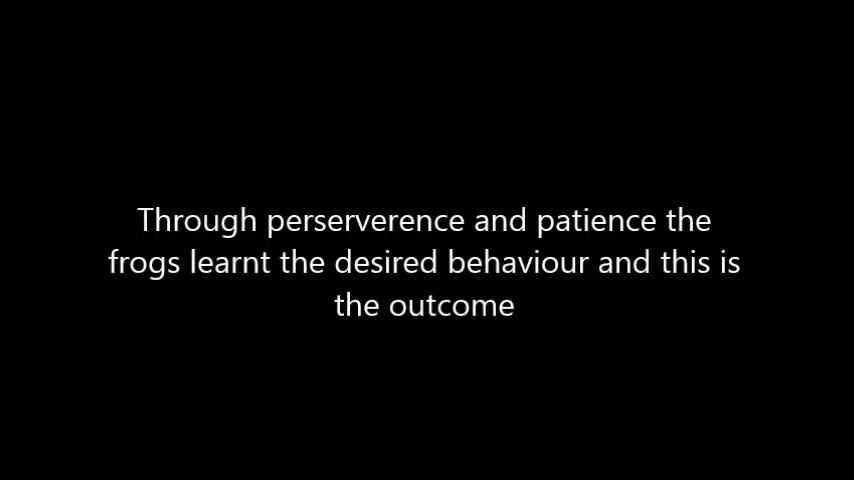 Through perserverence and patience the
frogs learnt the desired behaviour and this is
the outcome